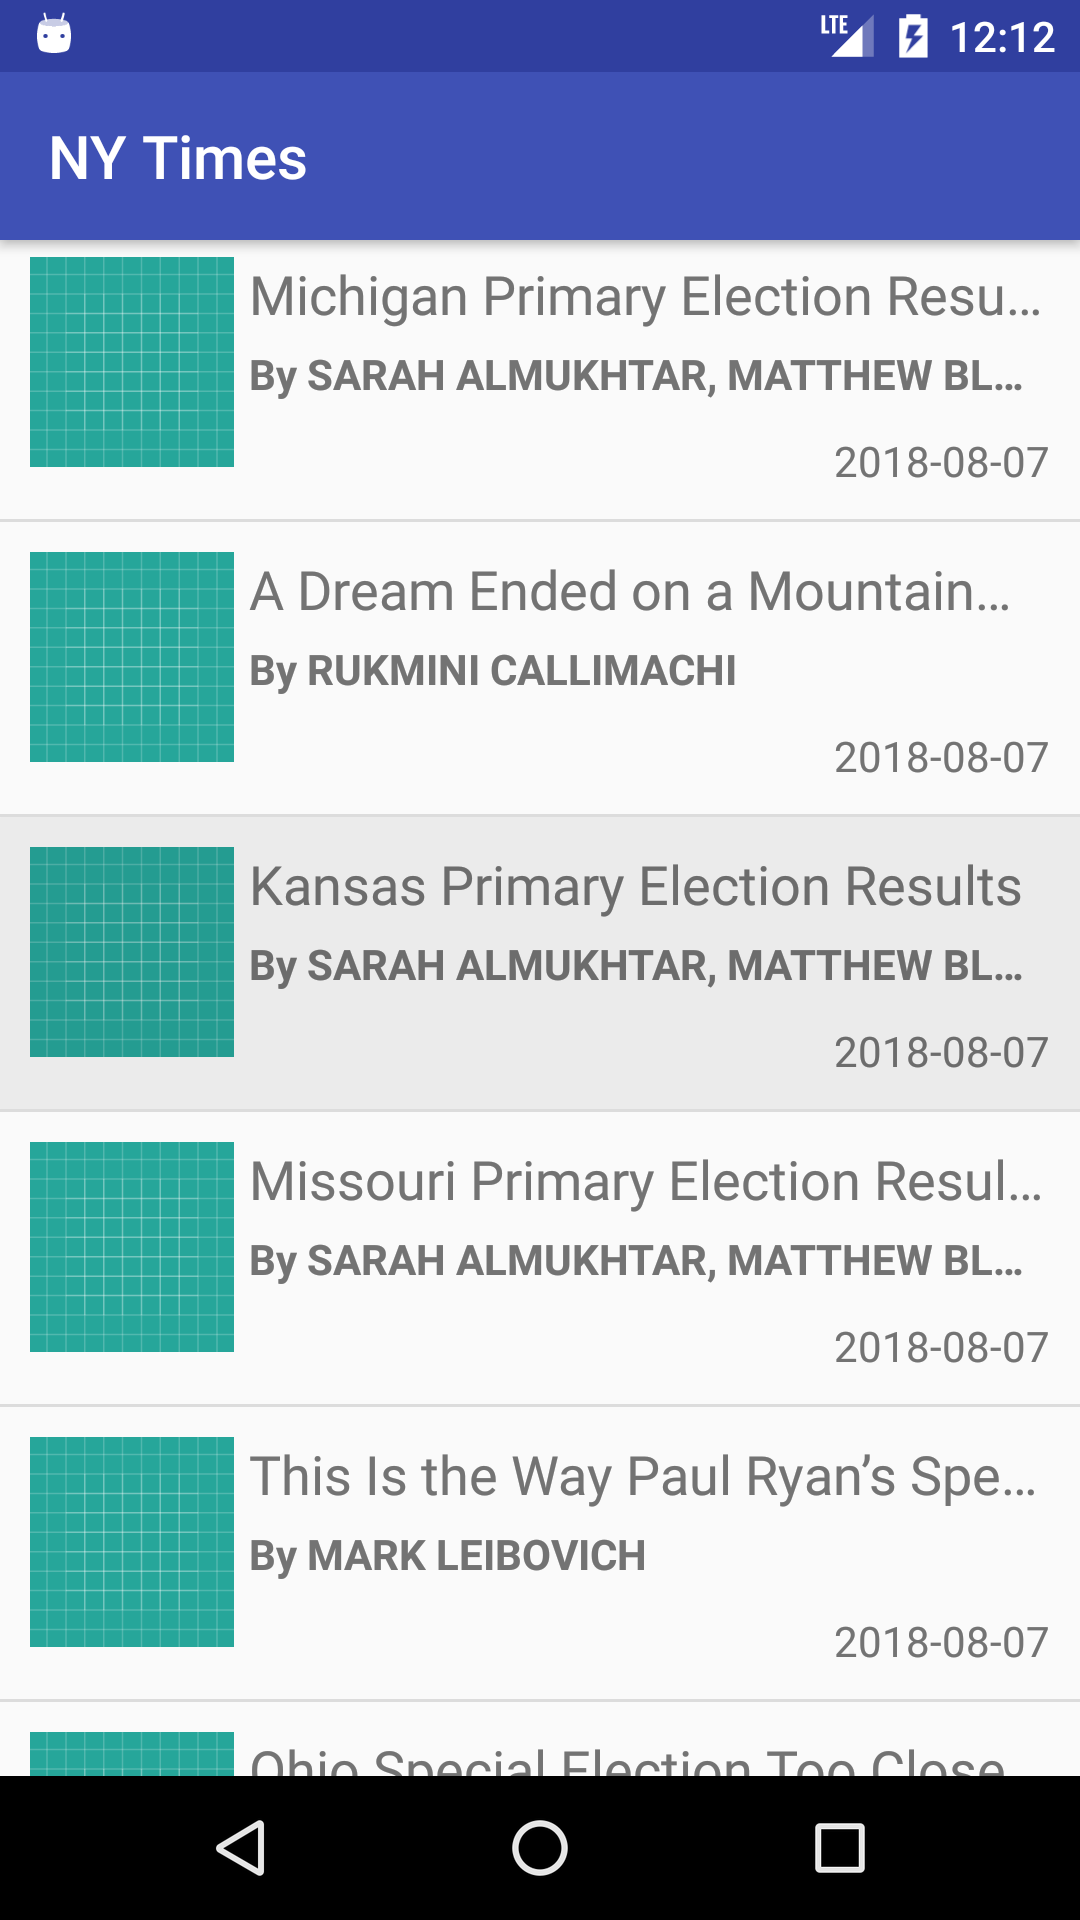 LTE 12:12
NY Times
Michigan Primary Election Resu...
By SARAH ALMUKHTAR, MATTHEW BL...
2018-08-07
A Dream Ended on a Mountain...
By RUKMINI CALLIMACHI
2018-08-07
Kansas Primary Election Results
By SARAH ALMUKHTAR, MATTHEW BL...
2018-08-07
Missouri Primary Election Resul...
By SARAH ALMUKHTAR, MATTHEW BL...
2018-08-07
This Is the Way Paul Ryan’s Spe...
By MARK LEIBOVICH
2018-08-07
Ohio Special Election Too Close